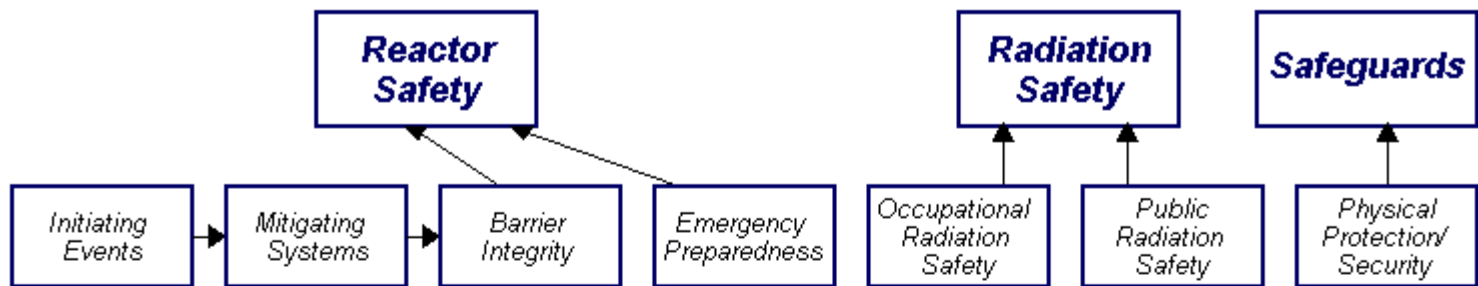 Reactor
Safety
Radiation
Safety
Safeguards
Initiating
Events
Mitigating
Systems
Barrier
Integrity
Emergency
Preparedness
Occupational
Radiation
Safety
Public
Radiation
Safety
Physical
Protection/
Security